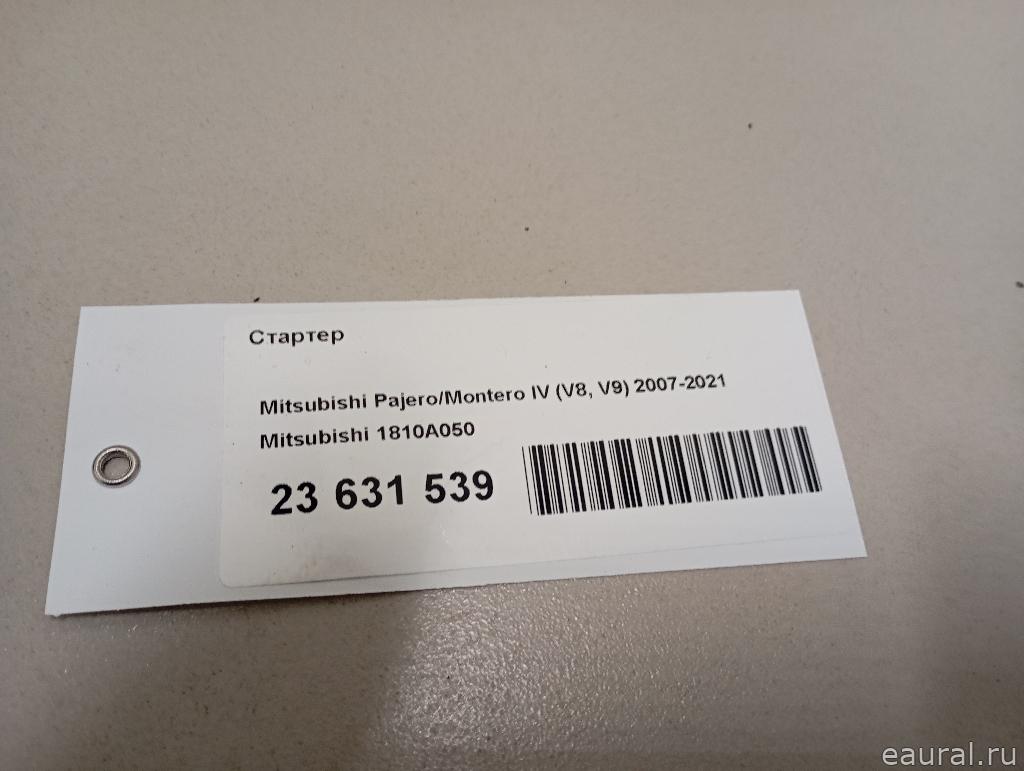 Стартер
Mitsubishi Pajero/Montero IV (V8, V9) 2007-2021
Mitsubishi 1810A050
23 631 539
eaural.ru